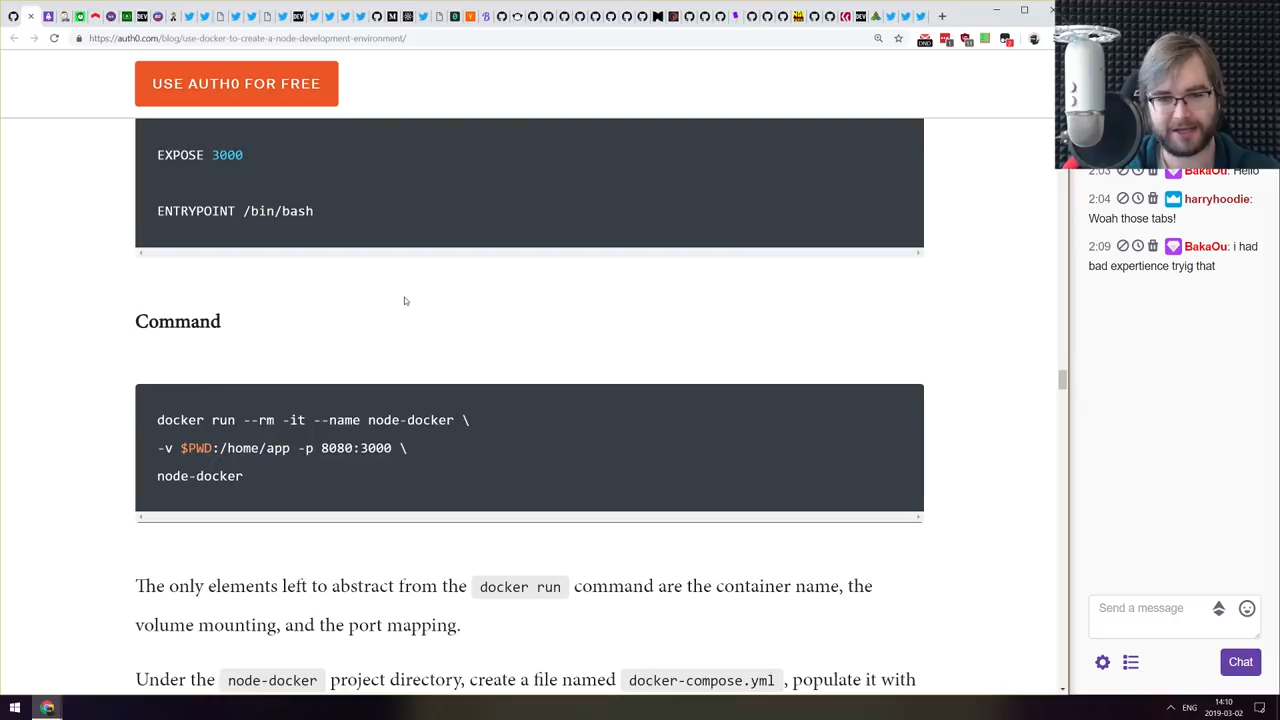 https://auth0.com/blog/use-docker-to-create-a-node-development-environment/
USE AUTH0 FOR FREE
EXPOSE 3000
ENTRYPOINT /bin/bash
Command
docker run --rm -it --name node-docker \
-v $PWD:/home/app -p 8080:3000 \
node-docker
The only elements left to abstract from the docker run command are the container name, the
volume mounting, and the port mapping.
Under the node-docker project directory, create a file named docker-compose.yml, populate it with
2:03 BakaOu: Hello
2:04 harryhoodie:
Woah those tabs!
2:09 BakaOu: i had
bad expertience tryig that
Send a message
Chat
ENG
14:10
2019-03-02